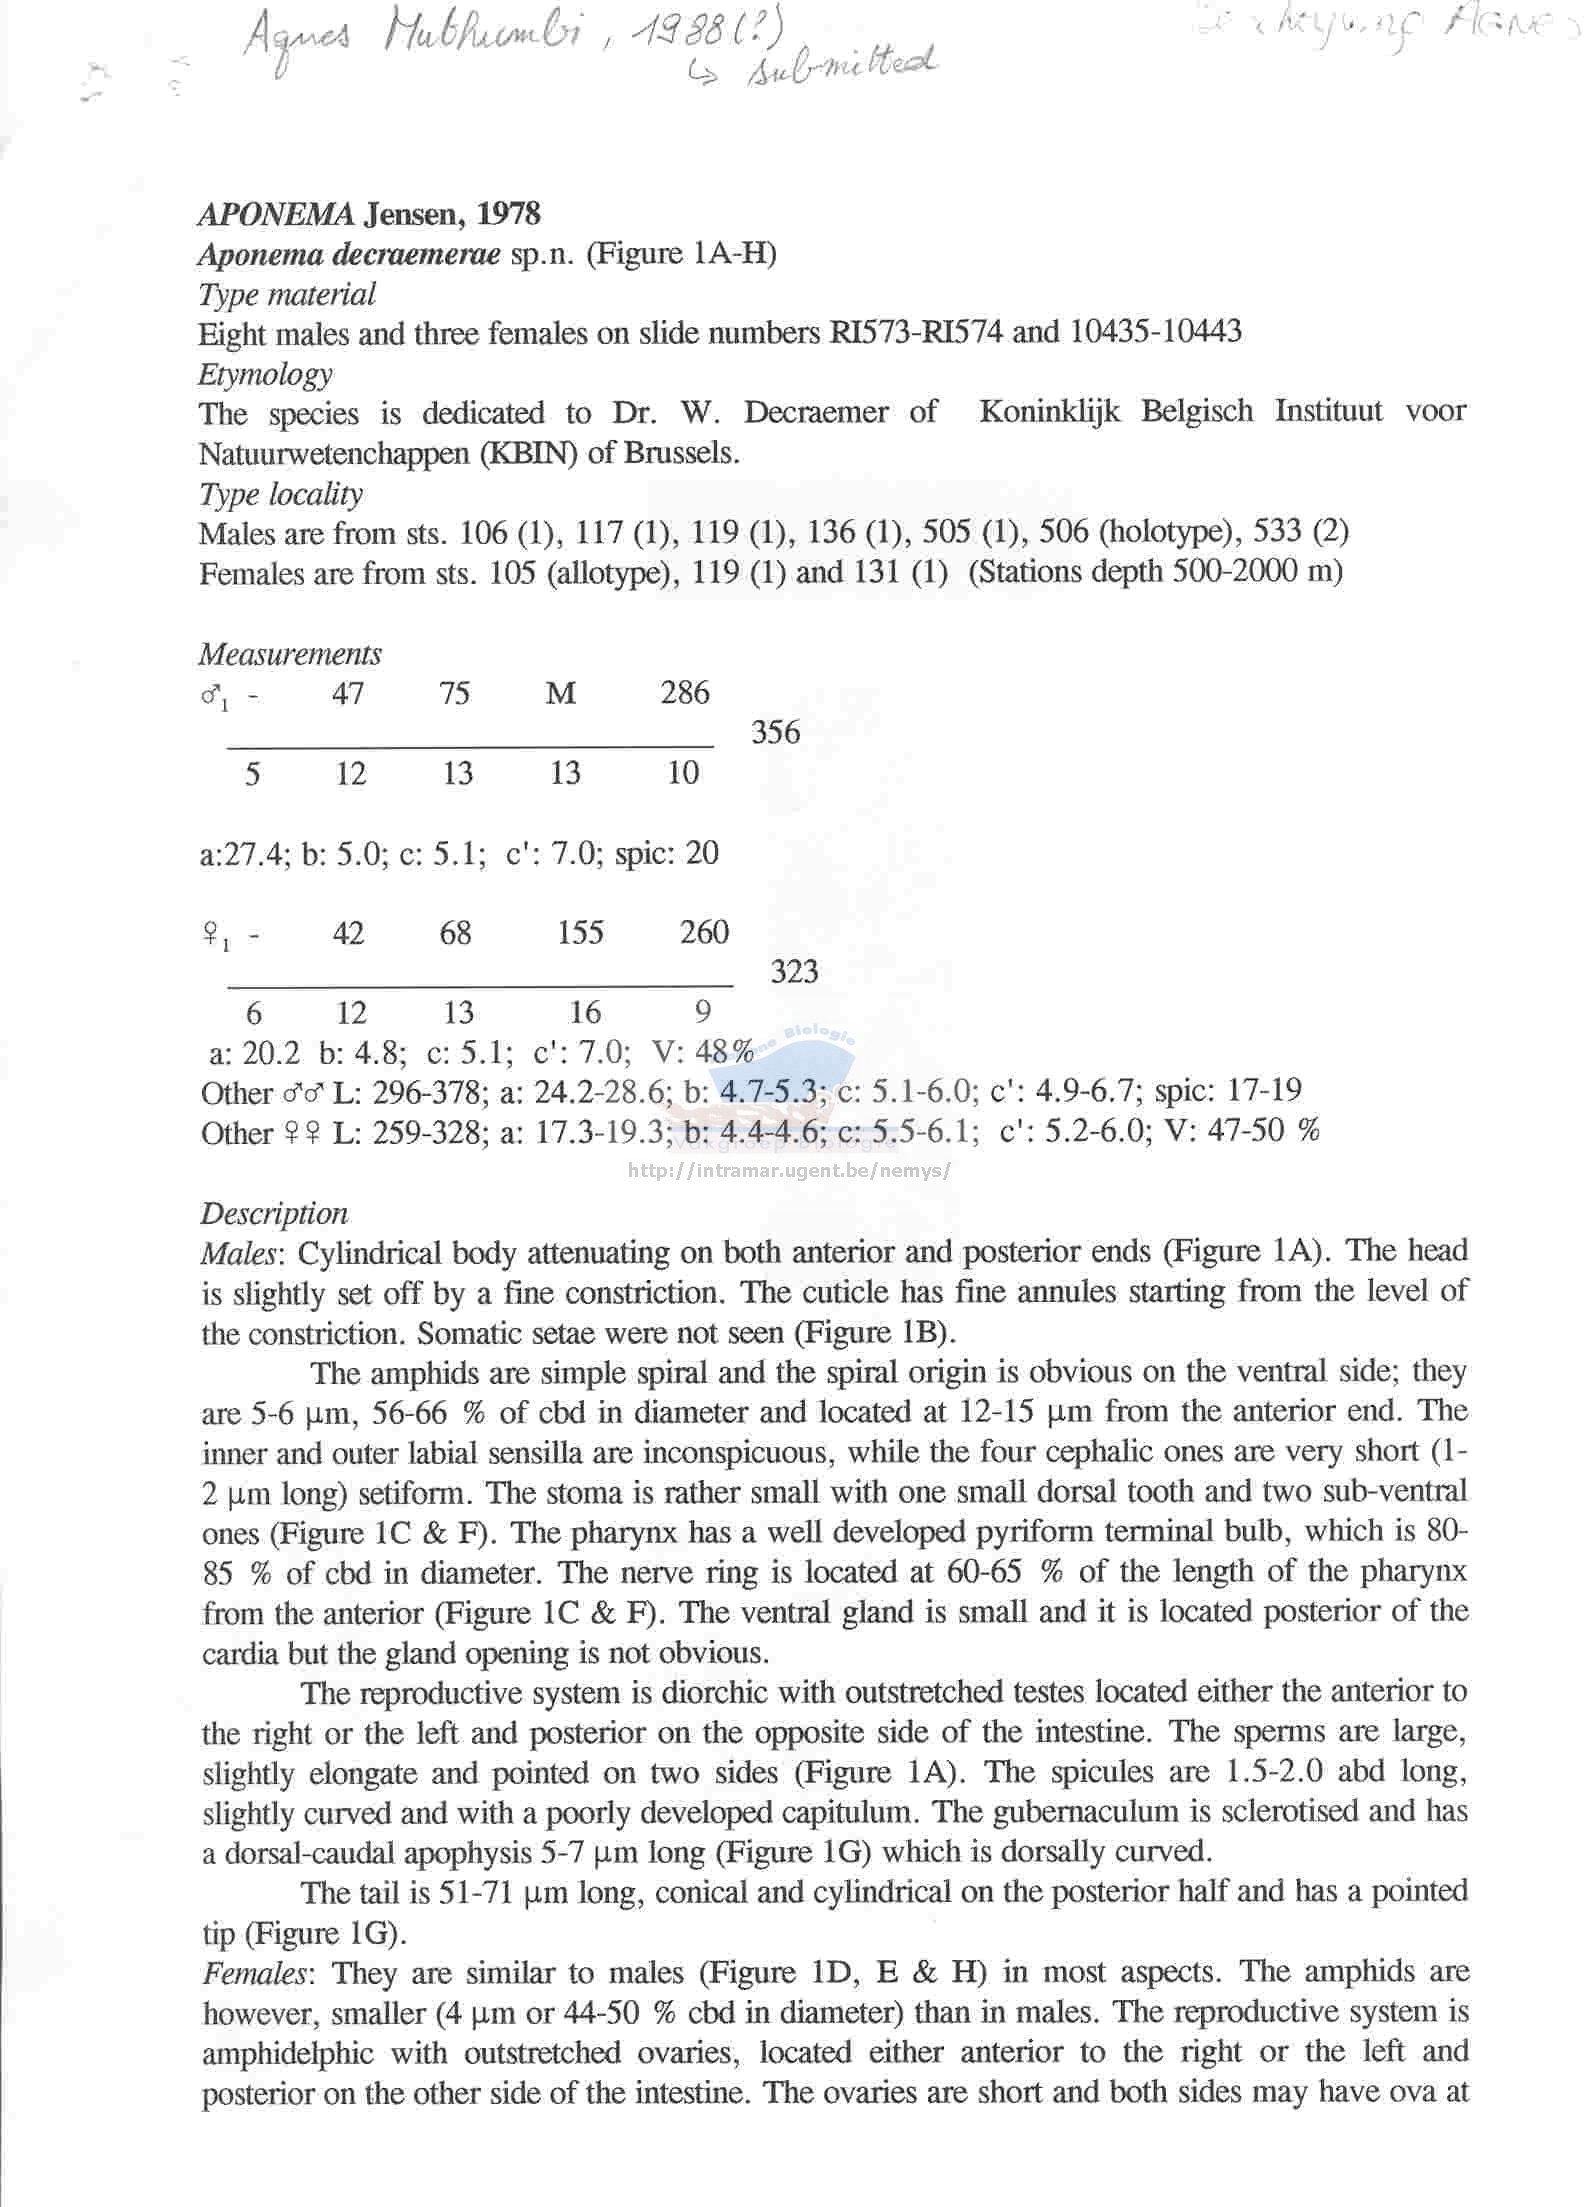 Agnes Muthumbi, 1988(?)
↳ submitted
AGNES
APONEMA Jensen, 1978
Aponema decraemerae sp.n. (Figure 1A-H)
Type material
Eight males and three females on slide numbers RI573-RI574 and 10435-10443
Etymology
The species is dedicated to Dr. W. Decraemer of Koninklijk Belgisch Instituut voor
Natuurwetenchappen (KBIN) of Brussels.
Type locality
Males are from sts. 106 (1), 117 (1), 119 (1), 136 (1), 505 (1), 506 (holotype), 533 (2)
Females are from sts. 105 (allotype), 119 (1) and 131 (1) (Stations depth 500-2000 m)
Measurements
♂1 - 47 75 M 286
356
5 12 13 13 10
a:27.4; b: 5.0; c: 5.1; c': 7.0; spic: 20
♀1 - 42 68 155 260
323
6 12 13 16 9
a: 20.2 b: 4.8; c: 5.1; c': 7.0; V: 48%
Other ♂♂ L: 296-378; a: 24.2-28.6; b: 4.7-5.3; c: 5.1-6.0; c': 4.9-6.7; spic: 17-19
Other ♀♀ L: 259-328; a: 17.3-19.3; b: 4.4-4.6; c: 5.5-6.1; c': 5.2-6.0; V: 47-50 %
Vakgroep Biologie
http://intramar.ugent.be/nemys/
Description
Males: Cylindrical body attenuating on both anterior and posterior ends (Figure 1A). The head
is slightly set off by a fine constriction. The cuticle has fine annules starting from the level of
the constriction. Somatic setae were not seen (Figure 1B).
The amphids are simple spiral and the spiral origin is obvious on the ventral side; they
are 5-6 μm, 56-66 % of cbd in diameter and located at 12-15 μm from the anterior end. The
inner and outer labial sensilla are inconspicuous, while the four cephalic ones are very short (1-
2 μm long) setiform. The stoma is rather small with one small dorsal tooth and two sub-ventral
ones (Figure 1C & F). The pharynx has a well developed pyriform terminal bulb, which is 80-
85 % of cbd in diameter. The nerve ring is located at 60-65 % of the length of the pharynx
from the anterior (Figure 1C & F). The ventral gland is small and it is located posterior of the
cardia but the gland opening is not obvious.
The reproductive system is diorchic with outstretched testes located either the anterior to
the right or the left and posterior on the opposite side of the intestine. The sperms are large,
slightly elongate and pointed on two sides (Figure 1A). The spicules are 1.5-2.0 abd long,
slightly curved and with a poorly developed capitulum. The gubernaculum is sclerotised and has
a dorsal-caudal apophysis 5-7 μm long (Figure 1G) which is dorsally curved.
The tail is 51-71 μm long, conical and cylindrical on the posterior half and has a pointed
tip (Figure 1G).
Females: They are similar to males (Figure 1D, E & H) in most aspects. The amphids are
however, smaller (4 μm or 44-50 % cbd in diameter) than in males. The reproductive system is
amphidelphic with outstretched ovaries, located either anterior to the right or the left and
posterior on the other side of the intestine. The ovaries are short and both sides may have ova at